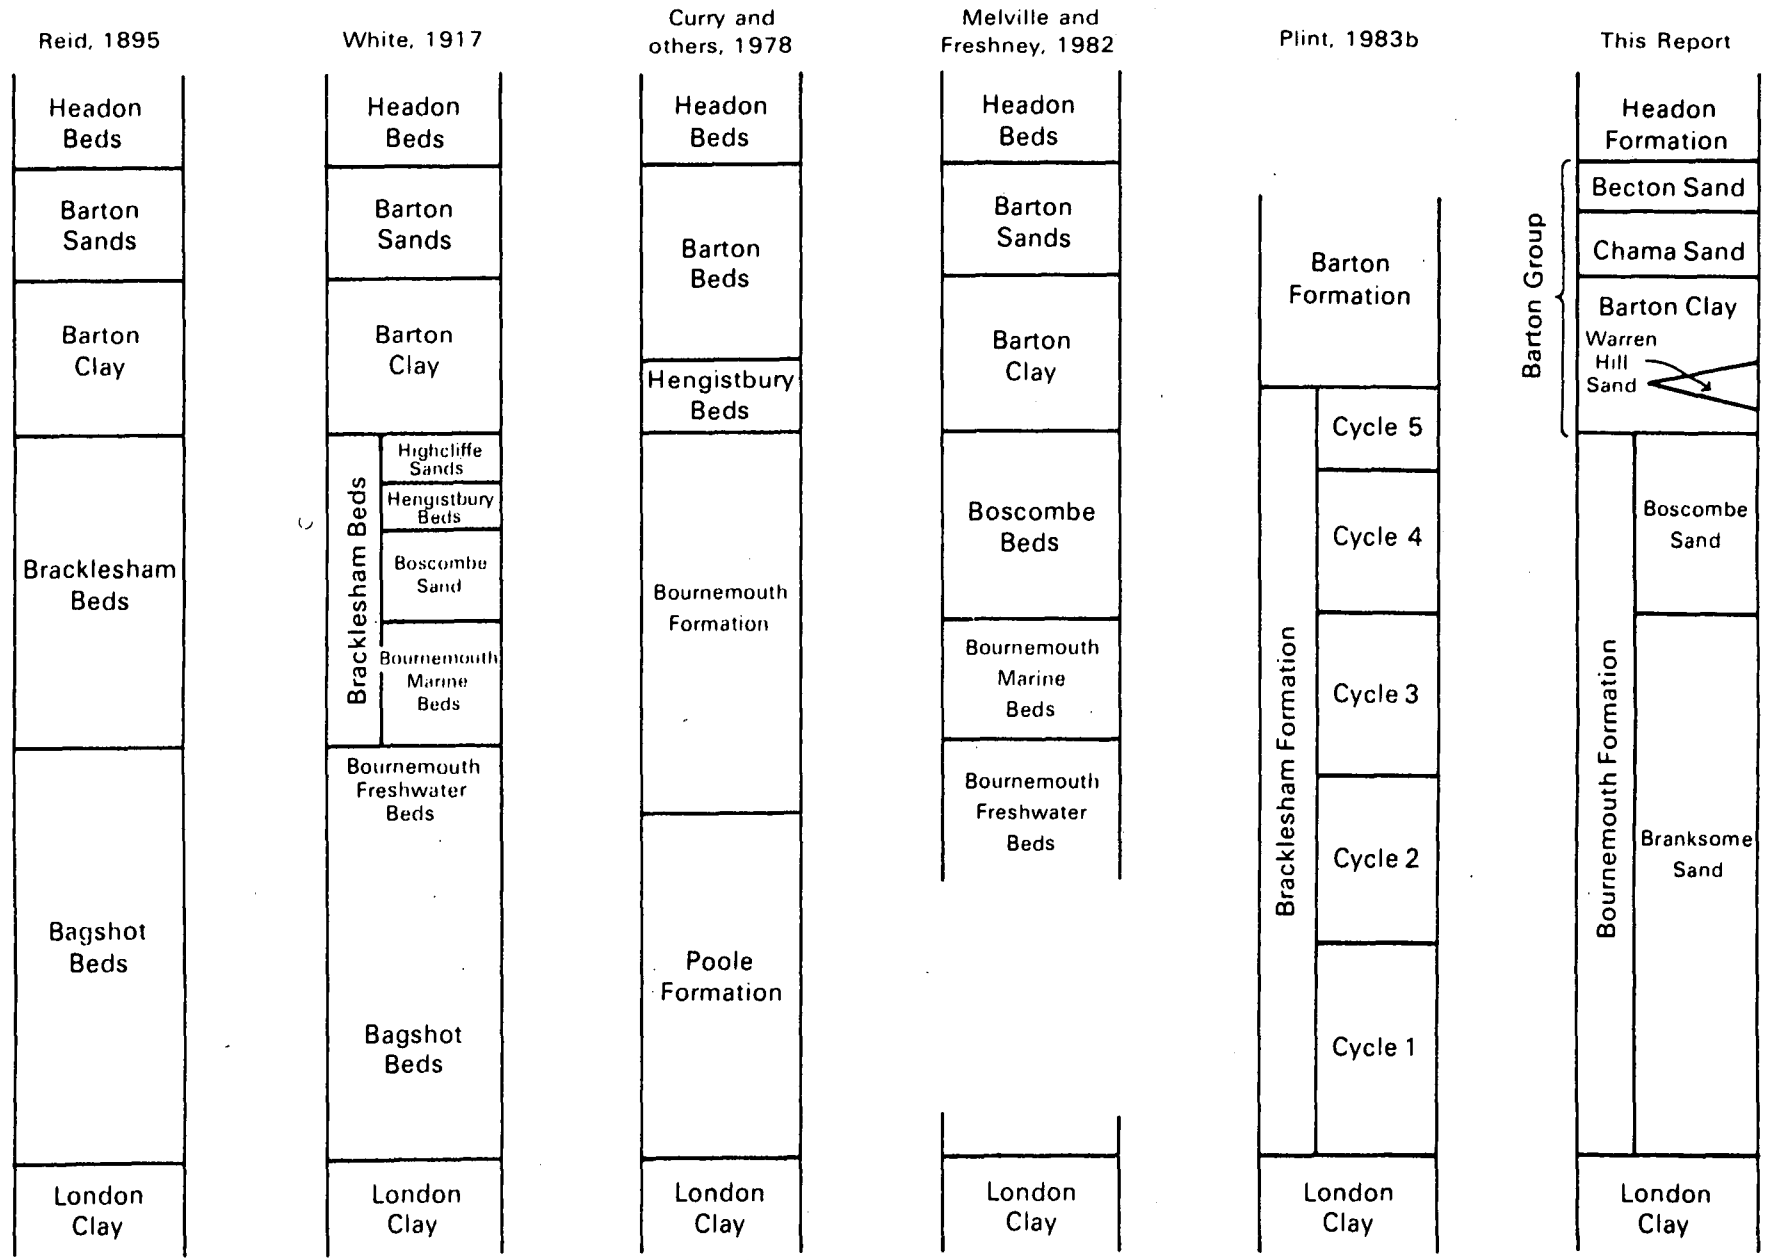 Reid, 1895
Headon
Beds
Barton
Sands
Barton
Clay
Bracklesham
Beds
Bagshot
Beds
London
Clay
White, 1917
Headon
Beds
Barton
Sands
Barton
Clay
Bracklesham Beds
Highcliffe
Sands
Hengistbury
Beds
Boscombe
Sand
Bournemouth
Marine
Beds
Bournemouth
Freshwater
Beds
Bagshot
Beds
London
Clay
Curry and
others, 1978
Headon
Beds
Barton
Beds
Hengistbury
Beds
Bournemouth
Formation
Poole
Formation
London
Clay
Melville and
Freshney, 1982
Headon
Beds
Barton
Sands
Barton
Clay
Boscombe
Beds
Bournemouth
Marine
Beds
Bournemouth
Freshwater
Beds
London
Clay
Plint, 1983b
Barton
Formation
Bracklesham Formation
Cycle 5
Cycle 4
Cycle 3
Cycle 2
Cycle 1
London
Clay
This Report
Headon
Formation
Barton Group
Becton Sand
Chama Sand
Barton Clay
Warren
Hill
Sand
Bournemouth Formation
Boscombe
Sand
Branksome
Sand
London
Clay